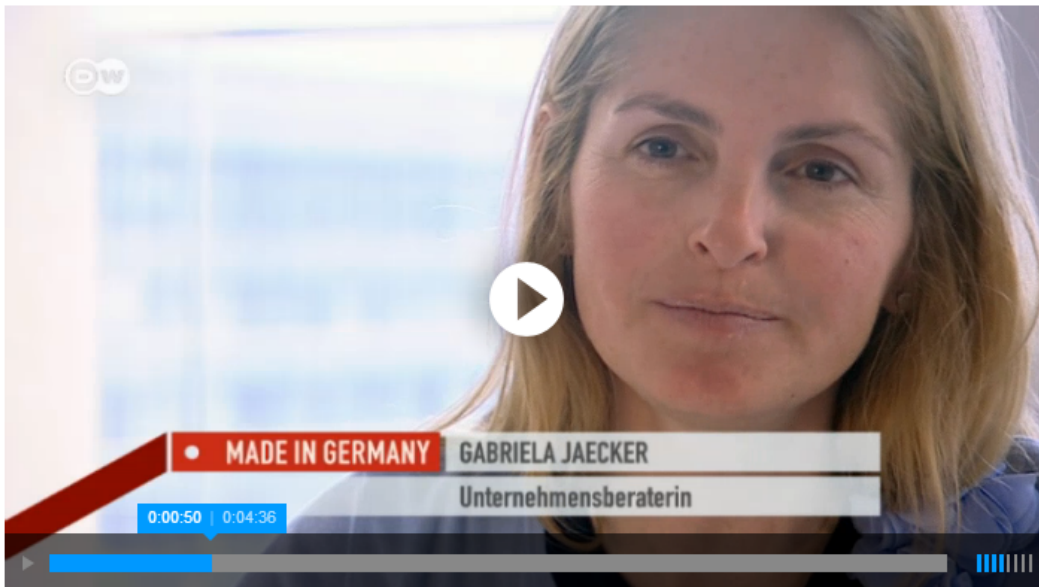 DW
MADE IN GERMANY GABRIELA JAECKER
Unternehmensberaterin
0:00:50 | 0:04:36